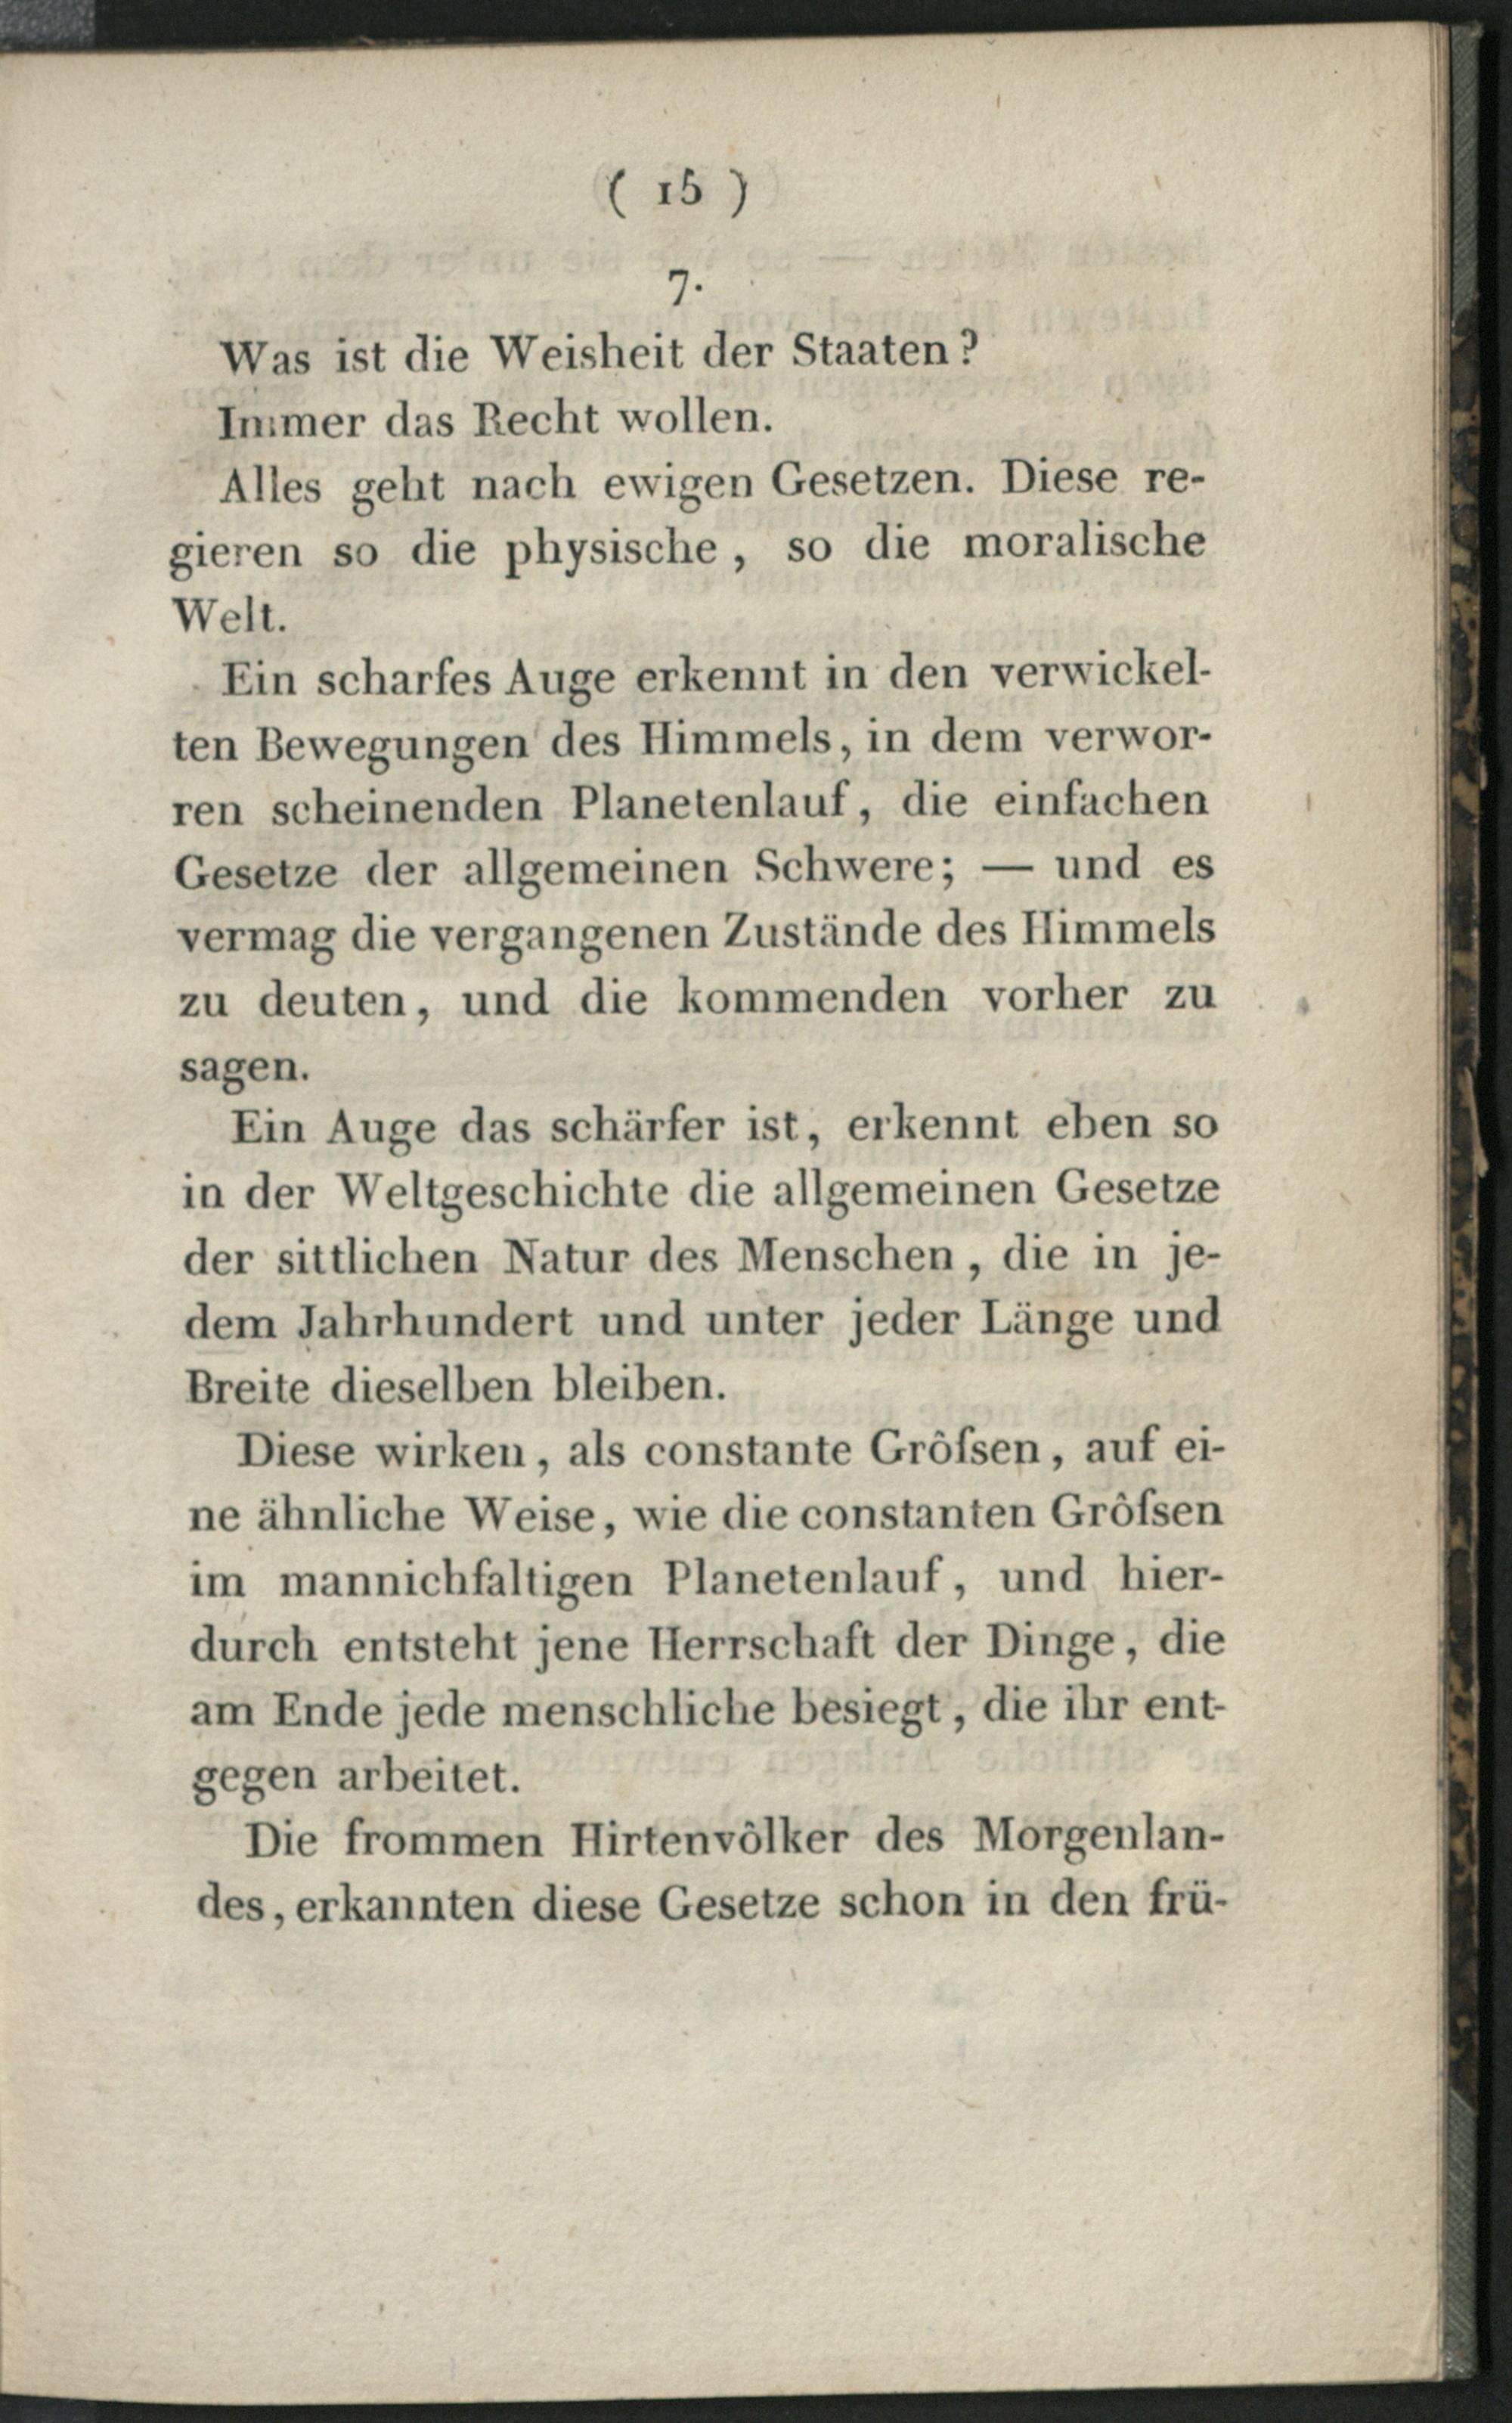 ( 15 )
7.
Was ist die Weisheit der Staaten?
Immer das Recht wollen.
Alles geht nach ewigen Gesetzen. Diese re-
gieren so die physische, so die moralische
Welt.
Ein scharfes Auge erkennt in den verwickel-
ten Bewegungen des Himmels, in dem verwor-
ren scheinenden Planetenlauf, die einfachen
Gesetze der allgemeinen Schwere; — und es
vermag die vergangenen Zustände des Himmels
zu deuten, und die kommenden vorher zu
sagen.
Ein Auge das schärfer ist, erkennt eben so
in der Weltgeschichte die allgemeinen Gesetze
der sittlichen Natur des Menschen, die in je-
dem Jahrhundert und unter jeder Länge und
Breite dieselben bleiben.
Diese wirken, als constante Grôſsen, auf ei-
ne ähnliche Weise, wie die constanten Grôſsen
im mannichfaltigen Planetenlauf, und hier-
durch entsteht jene Herrschaft der Dinge, die
am Ende jede menschliche besiegt, die ihr ent-
gegen arbeitet.
Die frommen Hirtenvôlker des Morgenlan-
des, erkannten diese Gesetze schon in den frü-